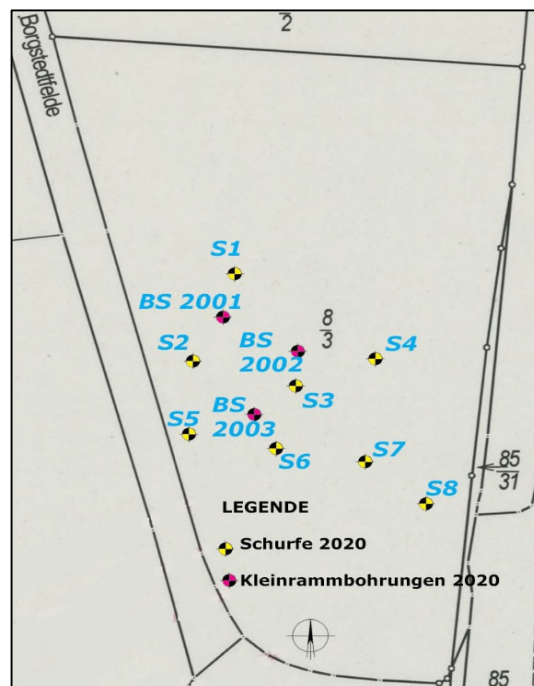 2
Borgstedtfelde
S1
BS 2001
8
3
S2
BS
2002
S4
S3
S5
BS
2003
S6
S7
85
31
S8
LEGENDE
Schurfe 2020
Kleinrammbohrungen 2020
85